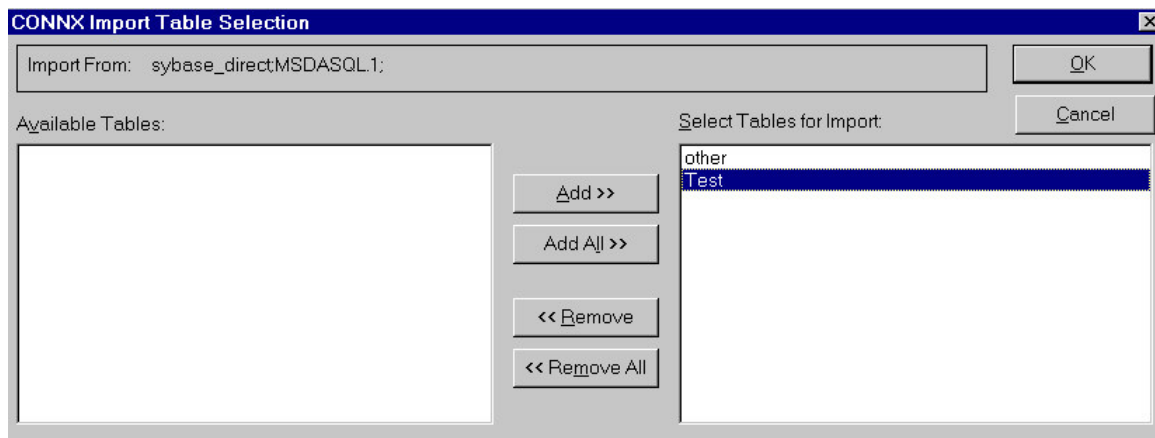 CONNX Import Table Selection
Import From: sybase_direct;MSDASQL.1;
OK
Cancel
Available Tables:
Select Tables for Import:
other
Test
Add >>
Add All >>
<< Remove
<< Remove All